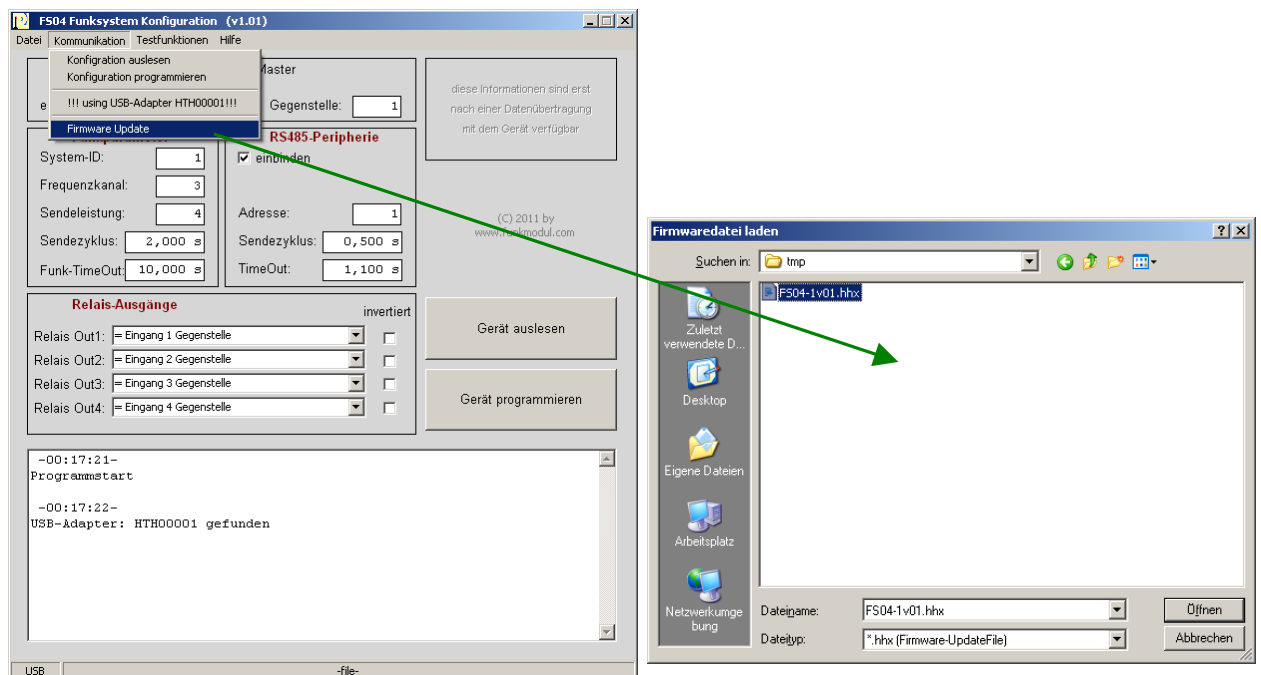 FS04 Funksystem Konfiguration (v1.01)
Datei Kommunikation Testfunktionen Hilfe
Konfigration auslesen
Konfiguration programmieren
!!! using USB-Adapter HTH00001!!!
Firmware Update
Master
e
Gegenstelle: 1
diese Informationen sind erst
nach einer Datenübertragung
mit dem Gerät verfügbar
System-ID: 1
Frequenzkanal: 3
Sendeleistung: 4
Sendezyklus: 2,000 s
Funk-TimeOut: 10,000 s
RS485-Peripherie
einbinden
Adresse: 1
Sendezyklus: 0,500 s
TimeOut: 1,100 s
(C) 2011 by
www.funkmodul.com
Relais-Ausgänge
invertiert
Relais Out1: = Eingang 1 Gegenstelle
Relais Out2: = Eingang 2 Gegenstelle
Relais Out3: = Eingang 3 Gegenstelle
Relais Out4: = Eingang 4 Gegenstelle
Gerät auslesen
Gerät programmieren
-00:17:21-
Programmstart
-00:17:22-
USB-Adapter: HTH00001 gefunden
USB -file-
Firmwaredatei laden
Suchen in: tmp
FS04-1v01.hhx
Zuletzt
verwendete D...
Desktop
Eigene Dateien
Arbeitsplatz
Netzwerkumge
bung
Dateiname: FS04-1v01.hhx
Öffnen
Dateityp: *.hhx (Firmware-UpdateFile)
Abbrechen